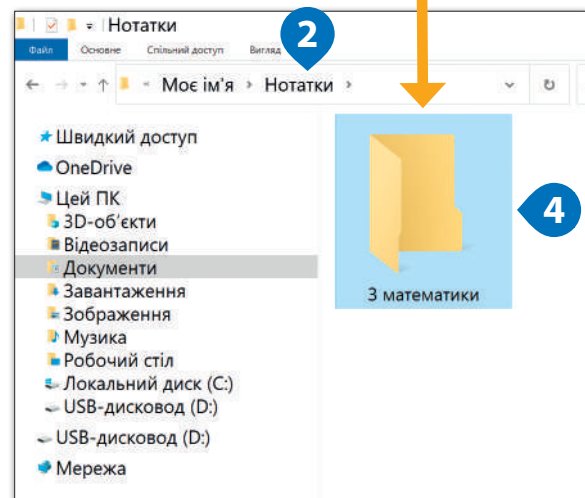 Нотатки
Файл Основне Спільний доступ Вигляд
2
Моє ім'я > Нотатки >
Швидкий доступ
OneDrive
Цей ПК
3D-об'єкти
Відеозаписи
Документи
Завантаження
Зображення
Музика
Робочий стіл
Локальний диск (C:)
USB-дисковод (D:)
USB-дисковод (D:)
Мережа
4
З математики